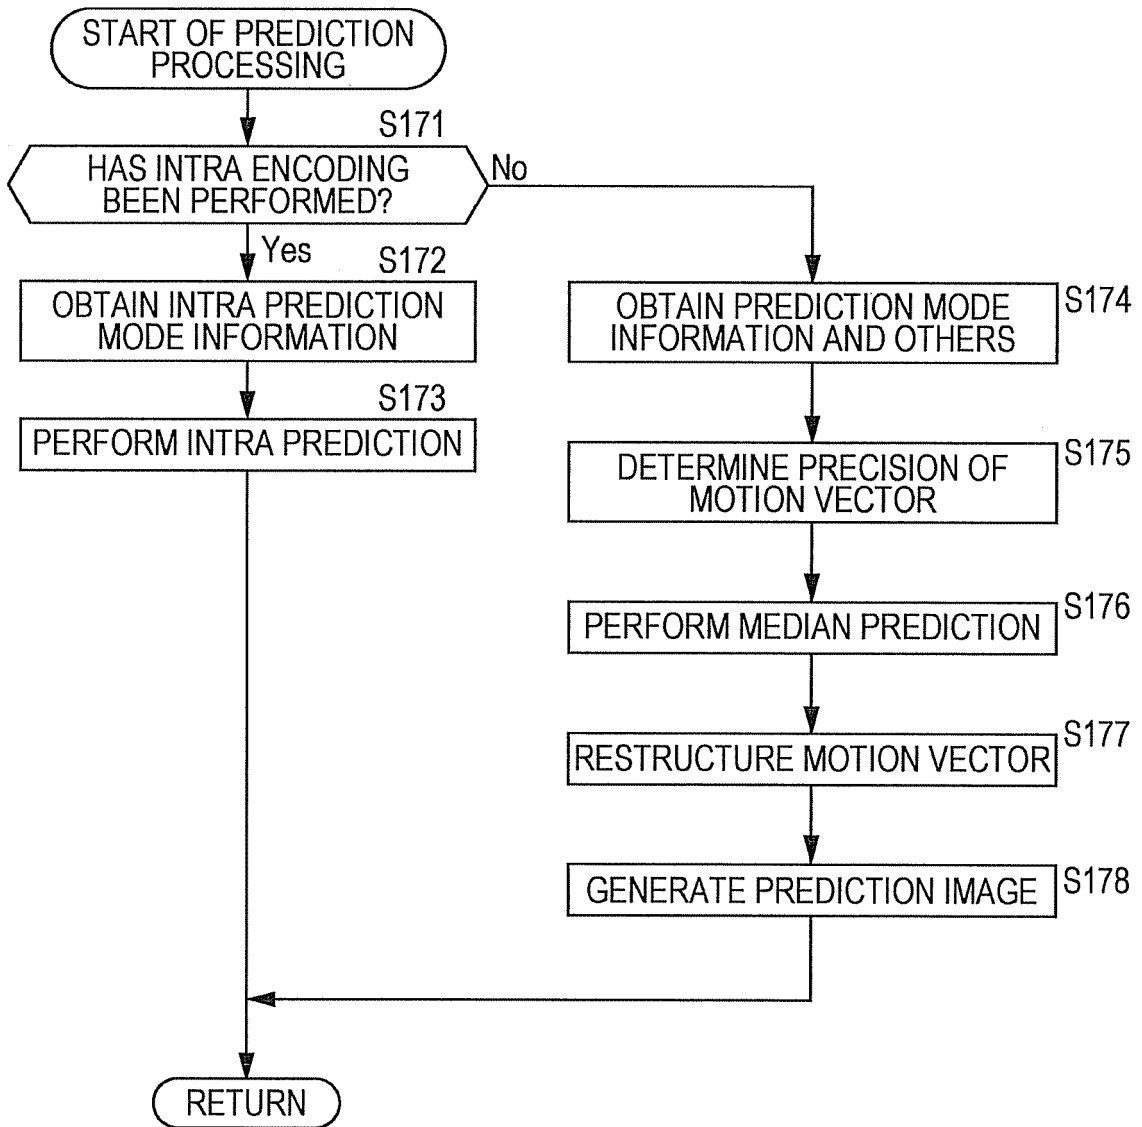 START OF PREDICTION
PROCESSING
S171
HAS INTRA ENCODING
BEEN PERFORMED?
No
Yes
S172
OBTAIN INTRA PREDICTION
MODE INFORMATION
S173
PERFORM INTRA PREDICTION
S174
OBTAIN PREDICTION MODE
INFORMATION AND OTHERS
S175
DETERMINE PRECISION OF
MOTION VECTOR
S176
PERFORM MEDIAN PREDICTION
S177
RESTRUCTURE MOTION VECTOR
S178
GENERATE PREDICTION IMAGE
RETURN